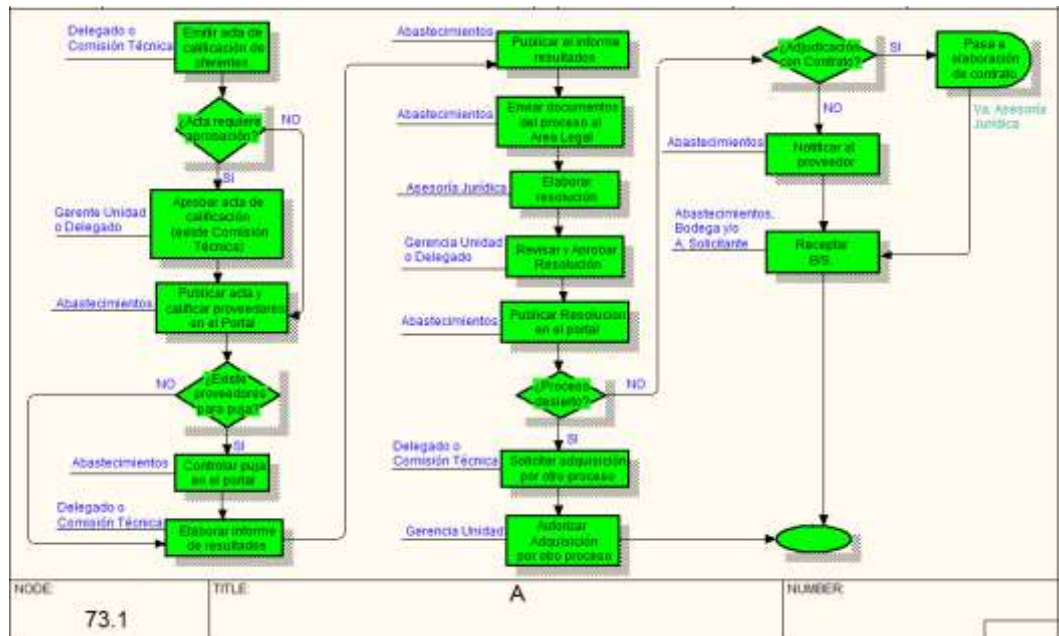 Delegado o
Comisión Técnica
Emitir acta de
calificación de
oferentes
¿Acta requiere
aprobación?
NO
SI
Gerente Unidad
o Delegado
Aprobar acta de
calificación
(existe Comisión
Técnica)
Abastecimientos
Publicar acta y
calificar proveedores
en el Portal
¿Existe
proveedores
para puja?
NO
SI
Abastecimientos
Controlar puja
en el portal
Delegado o
Comisión Técnica
Elaborar informe
de resultados
Abastecimientos
Publicar el informe
resultados
Abastecimientos
Enviar documentos
del proceso al
Area Legal
Asesoría Jurídica
Elaborar
resolución
Gerencia Unidad
o Delegado
Revisar y Aprobar
Resolución
Abastecimientos
Publicar Resolucion
en el portal
¿Proceso
desierto?
NO
SI
Delegado o
Comisión Técnica
Solicitar adquisición
por otro proceso
Gerencia Unidad
Autorizar
Adquisición
por otro proceso
¿Adjudicación
con Contrato?
SI
NO
Pasa a
elaboración
de contrato
Va: Asesoría
Jurídica
Abastecimientos
Notificar al
proveedor
Abastecimientos,
Bodega y/o
A. Solicitante
Receptar
B/S.
NODE:
73.1
TITLE:
A
NUMBER: